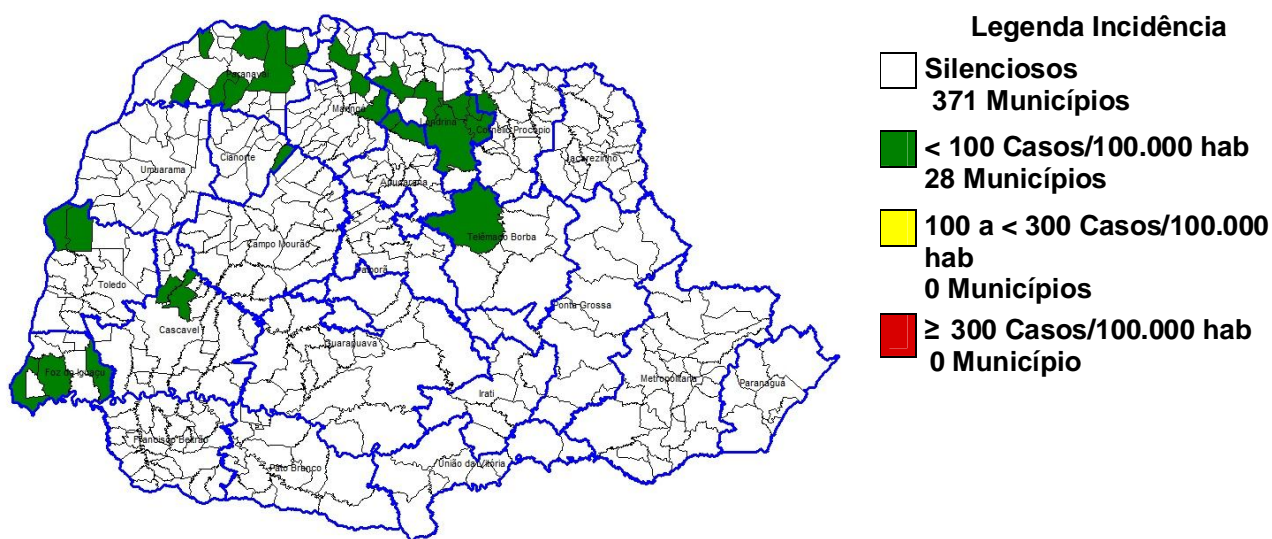 Legenda Incidência
Silenciosos
371 Municípios
< 100 Casos/100.000 hab
28 Municípios
100 a < 300 Casos/100.000
hab
0 Municípios
≥ 300 Casos/100.000 hab
0 Município
Paranavaí
Maringá
Londrina
Cornélio Procópio
Jacarezinho
Umuarama
Cianorte
Apucarana
Telêmaco Borba
Campo Mourão
Toledo
Ponta Grossa
Cascavel
Guarapuava
Foz do Iguaçu
Metropolitana
Paranaguá
Irati
Francisco Beltrão
Pato Branco
União da Vitória